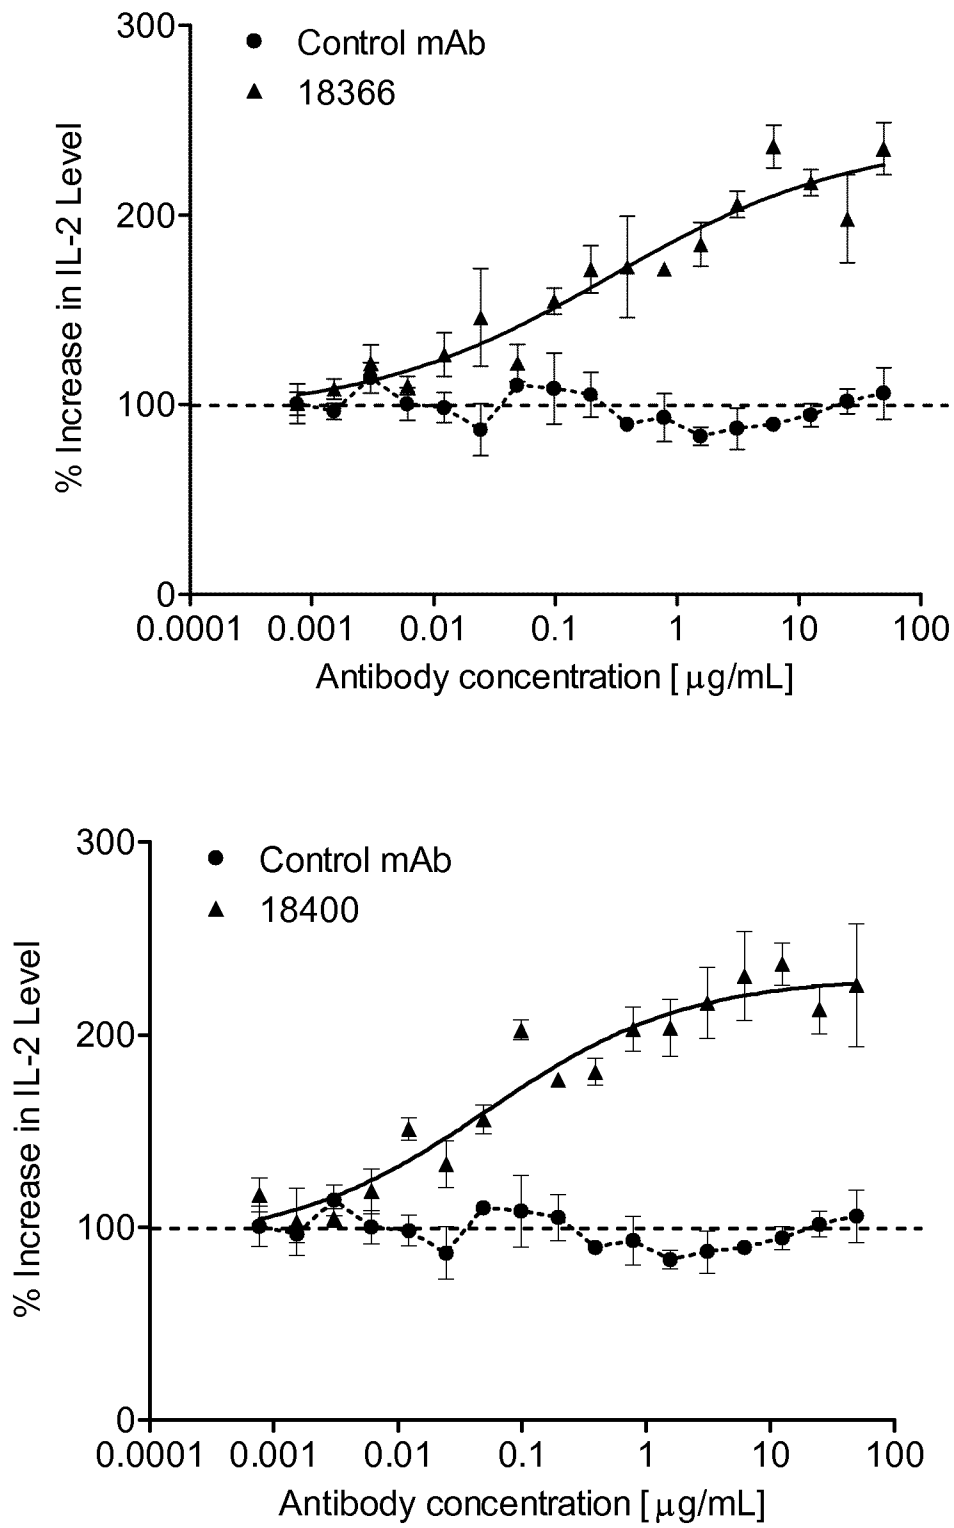 300
Control mAb
18366
200
100
0
% Increase in IL-2 Level
0.0001 0.001 0.01 0.1 1 10 100
Antibody concentration [ μg/mL]
300
Control mAb
18400
200
100
0
% Increase in IL-2 Level
0.0001 0.001 0.01 0.1 1 10 100
Antibody concentration [ μg/mL]